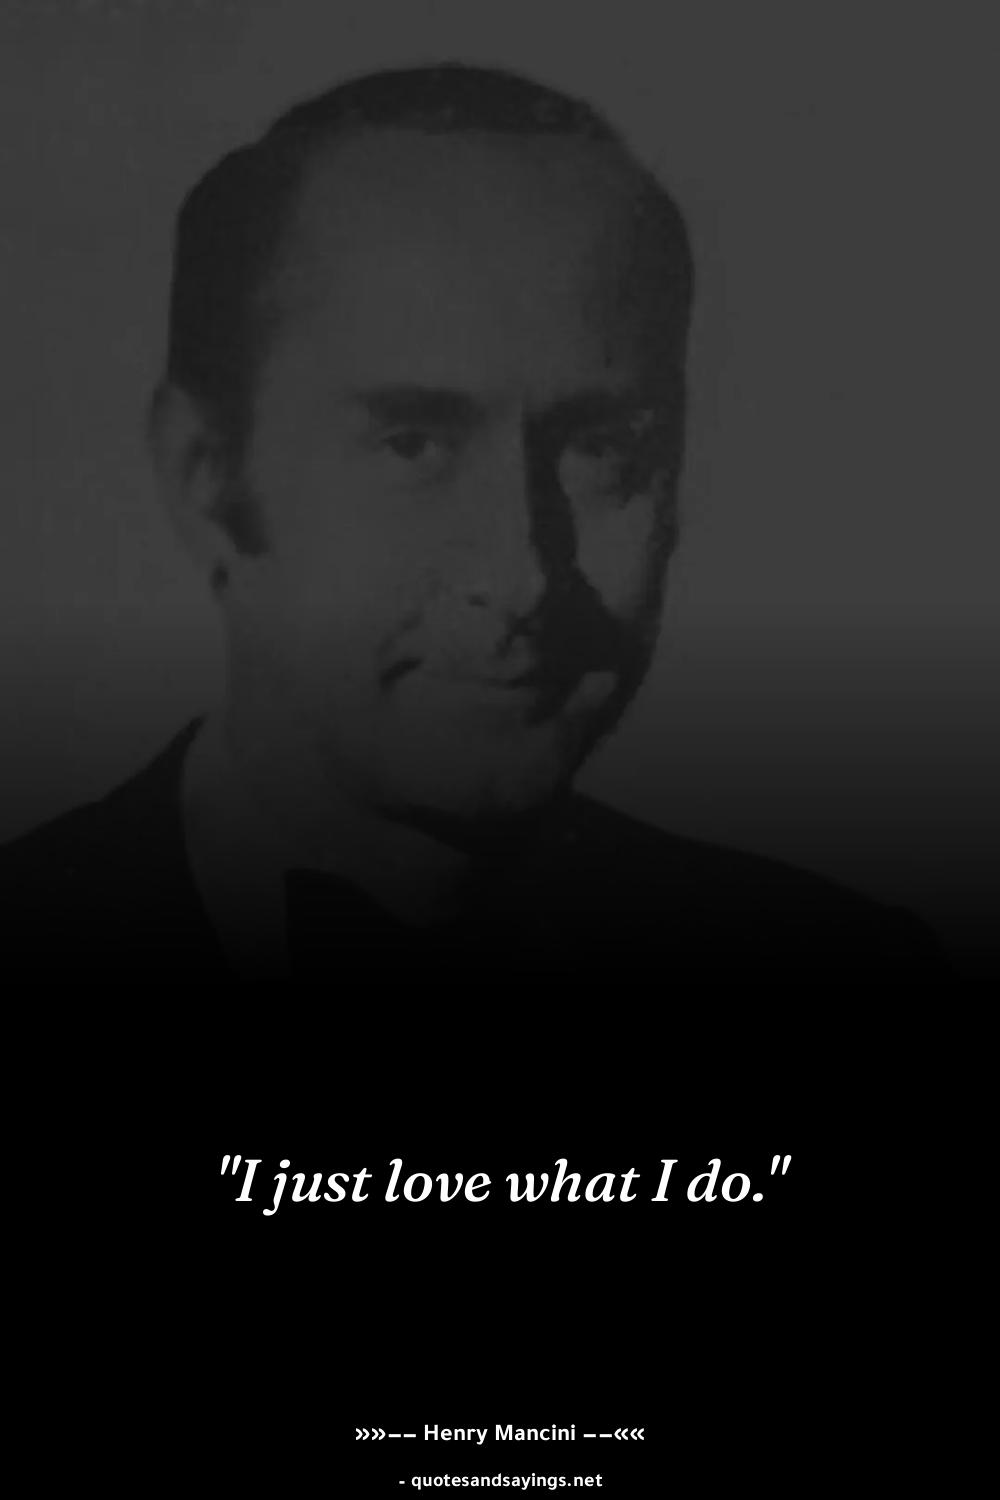 "I just love what I do."
»»–– Henry Mancini ––««
- quotesandsayings.net